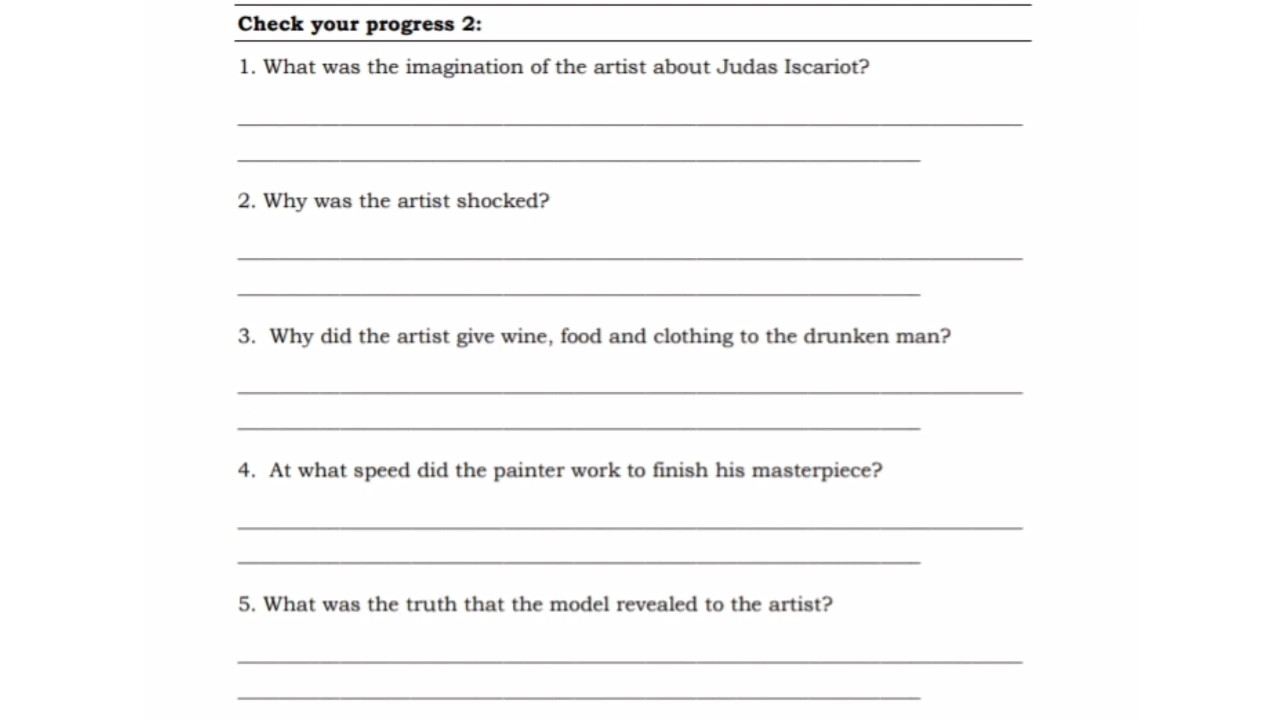 Check your progress 2:
1. What was the imagination of the artist about Judas Iscariot?
2. Why was the artist shocked?
3. Why did the artist give wine, food and clothing to the drunken man?
4. At what speed did the painter work to finish his masterpiece?
5. What was the truth that the model revealed to the artist?